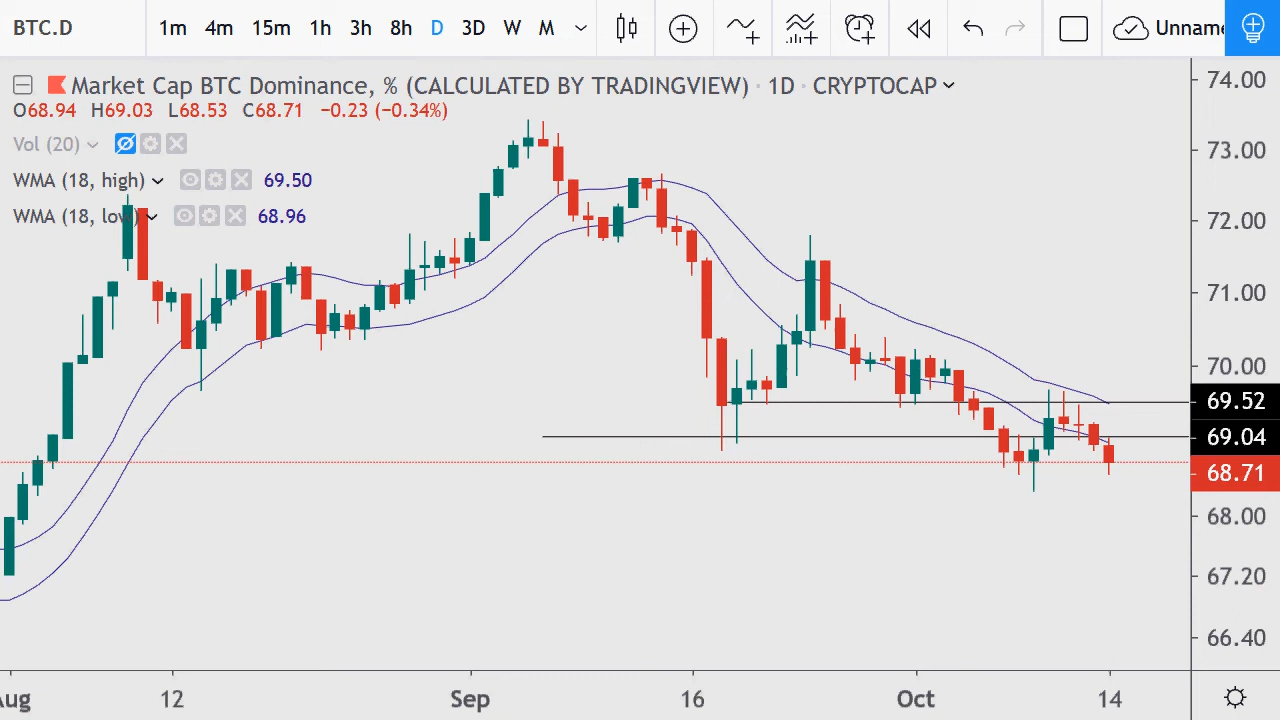 BTC.D 1m 4m 15m 1h 3h 8h D 3D W M Unname
Market Cap BTC Dominance, % (CALCULATED BY TRADINGVIEW) · 1D · CRYPTOCAP
O68.94 H69.03 L68.53 C68.71 −0.23 (−0.34%)
Vol (20)
WMA (18, high) 69.50
WMA (18, low) 68.96
74.00
73.00
72.00
71.00
70.00
69.52
69.04
68.71
68.00
67.20
66.40
Aug 12 Sep 16 Oct 14